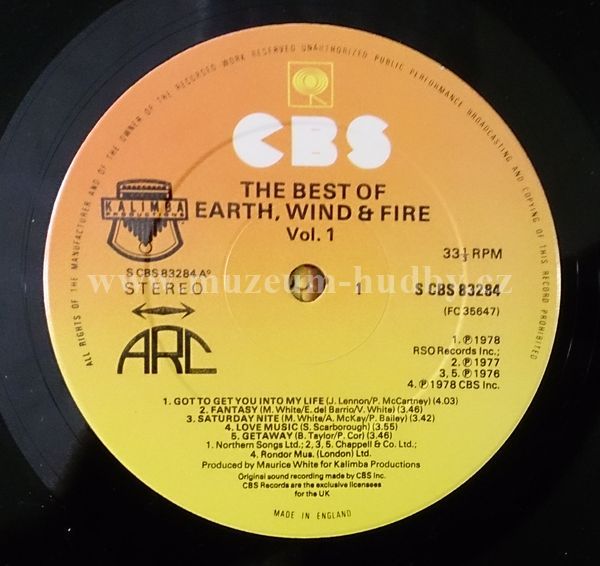 ALL RIGHTS OF THE MANUFACTURER AND OF THE OWNER OF THE RECORDED WORK RESERVED UNAUTHORIZED PUBLIC PERFORMANCE BROADCASTING AND COPYING OF THIS RECORD PROHIBITED
CBS
THE BEST OF
EARTH, WIND & FIRE
Vol. 1
KALIMBA
PRODUCTIONS
33⅓ RPM
S CBS 83284 A°
STEREO
1
S CBS 83284
(FC 35647)
www.muzeum-hudby.cz
ARC
1. ℗ 1978
RSO Records Inc.;
2. ℗ 1977
3, 5. ℗ 1976
4. ℗ 1978 CBS Inc.
1. GOT TO GET YOU INTO MY LIFE (J. Lennon/P. McCartney) (4.03)
2. FANTASY (M. White/E. del Barrio/V. White) (3.46)
3. SATURDAY NITE (M. White/A. McKay/P. Bailey) (3.42)
4. LOVE MUSIC (S. Scarborough) (3.55)
5. GETAWAY (B. Taylor/P. Cor) (3.46)
1. Northern Songs Ltd.; 2, 3, 5. Chappell & Co. Ltd.;
4. Rondor Mus. (London) Ltd.
Produced by Maurice White for Kalimba Productions
Original sound recording made by CBS Inc.
CBS Records are the exclusive licensees
for the UK
MADE IN ENGLAND